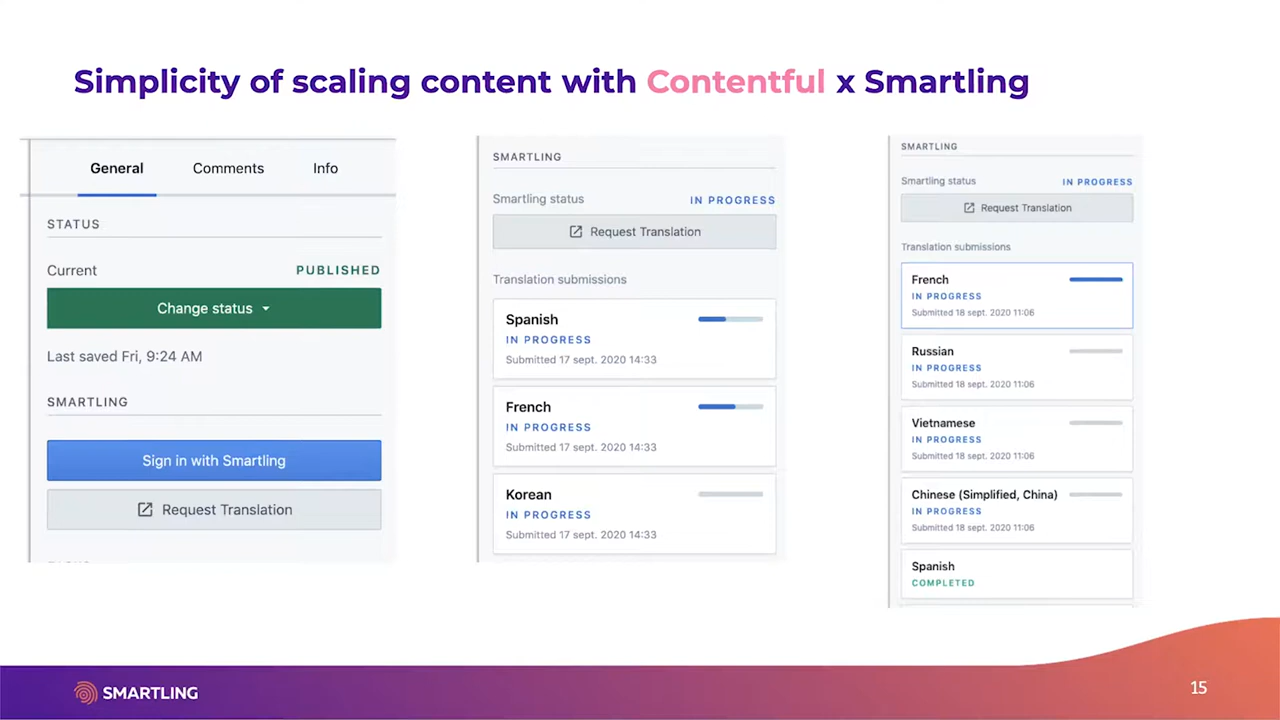 Simplicity of scaling content with Contentful x Smartling
General Comments Info
STATUS
Current PUBLISHED
Change status
Last saved Fri, 9:24 AM
SMARTLING
Sign in with Smartling
Request Translation
SMARTLING
Smartling status IN PROGRESS
Request Translation
Translation submissions
Spanish
IN PROGRESS
Submitted 17 sept. 2020 14:33
French
IN PROGRESS
Submitted 17 sept. 2020 14:33
Korean
IN PROGRESS
Submitted 17 sept. 2020 14:33
SMARTLING
Smartling status IN PROGRESS
Request Translation
Translation submissions
French
IN PROGRESS
Submitted 18 sept. 2020 11:06
Russian
IN PROGRESS
Submitted 18 sept. 2020 11:06
Vietnamese
IN PROGRESS
Submitted 18 sept. 2020 11:06
Chinese (Simplified, China)
IN PROGRESS
Submitted 18 sept. 2020 11:06
Spanish
COMPLETED
SMARTLING
15